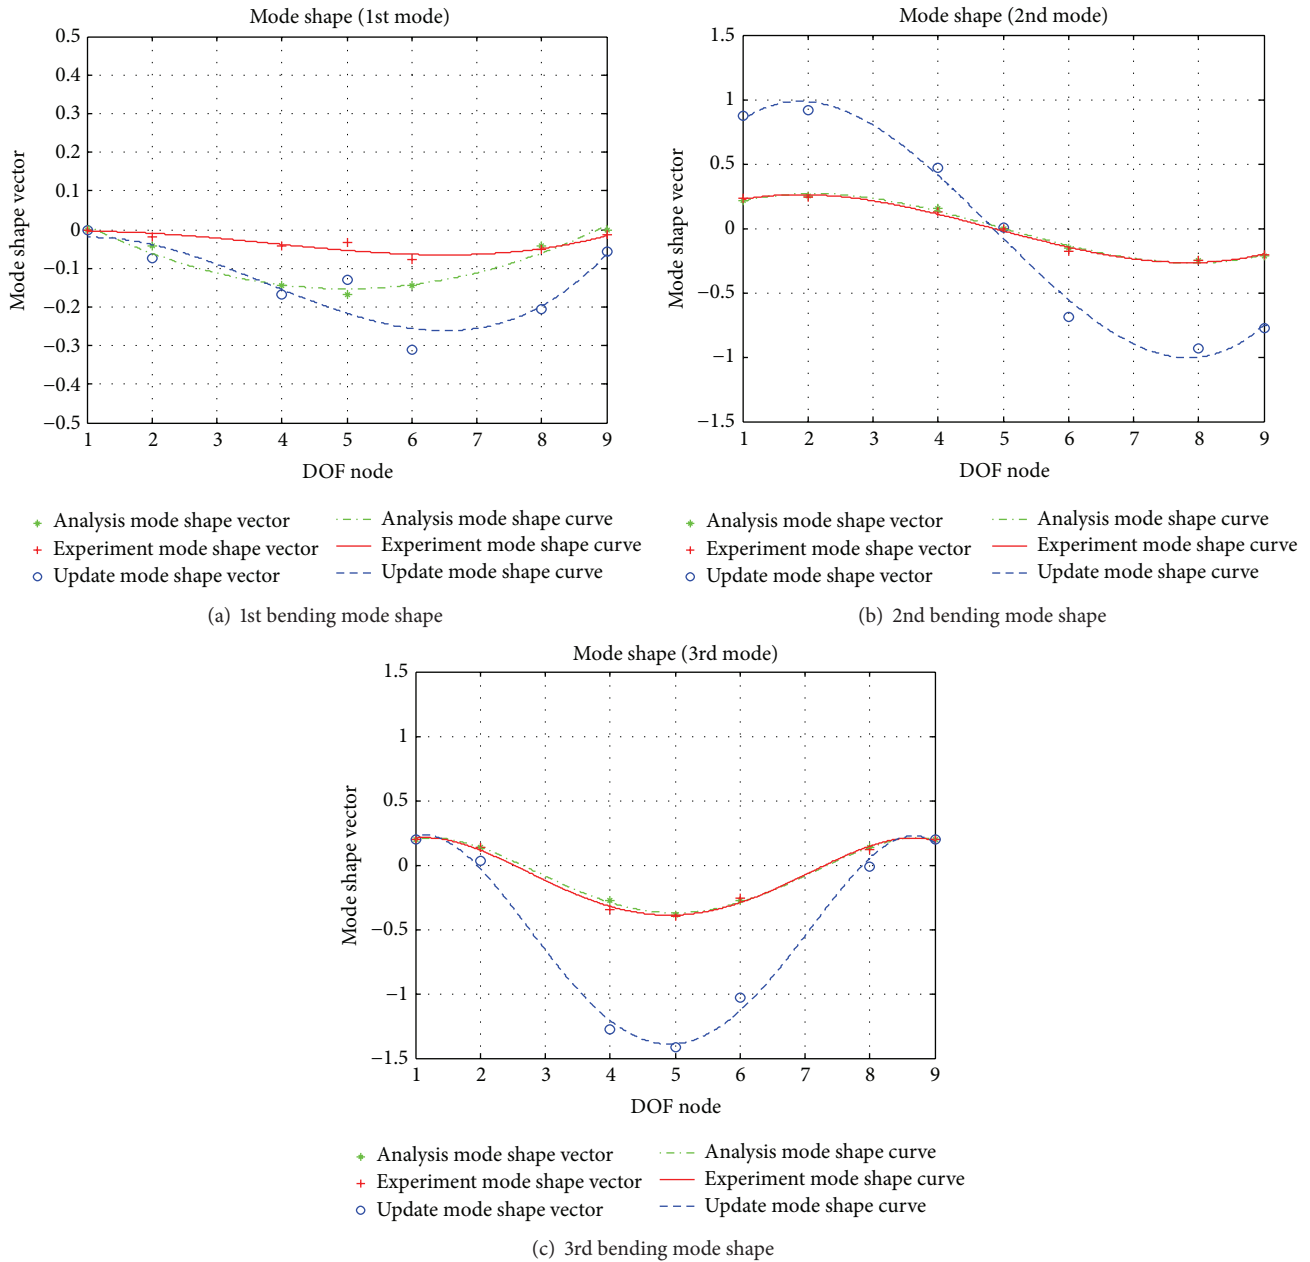 Mode shape (1st mode)
0.5
0.4
0.3
0.2
0.1
0
−0.1
−0.2
−0.3
−0.4
−0.5
Mode shape vector
1 2 3 4 5 6 7 8 9
DOF node
Analysis mode shape vector
Experiment mode shape vector
Update mode shape vector
Analysis mode shape curve
Experiment mode shape curve
Update mode shape curve
(a) 1st bending mode shape
Mode shape (2nd mode)
1.5
1
0.5
0
−0.5
−1
−1.5
Mode shape vector
1 2 3 4 5 6 7 8 9
DOF node
Analysis mode shape vector
Experiment mode shape vector
Update mode shape vector
Analysis mode shape curve
Experiment mode shape curve
Update mode shape curve
(b) 2nd bending mode shape
Mode shape (3rd mode)
1.5
1
0.5
0
−0.5
−1
−1.5
Mode shape vector
1 2 3 4 5 6 7 8 9
DOF node
Analysis mode shape vector
Experiment mode shape vector
Update mode shape vector
Analysis mode shape curve
Experiment mode shape curve
Update mode shape curve
(c) 3rd bending mode shape